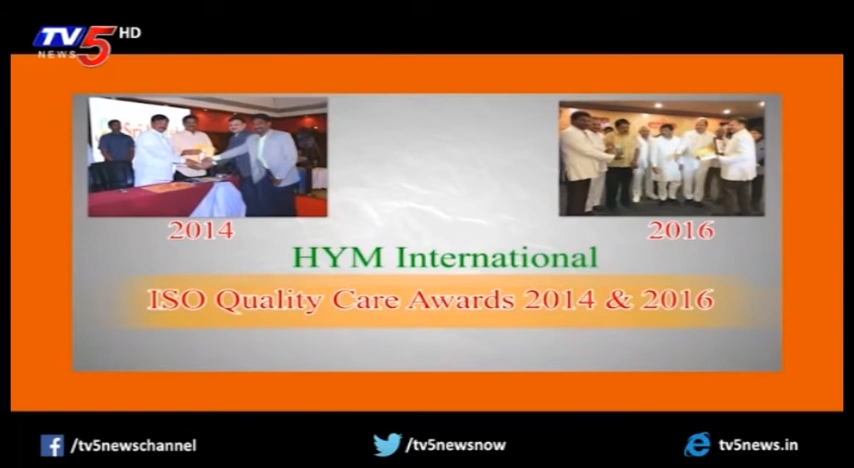 TV5 HD
NEWS
2014
2016
HYM International
ISO Quality Care Awards 2014 & 2016
/tv5newschannel
/tv5newsnow
tv5news.in